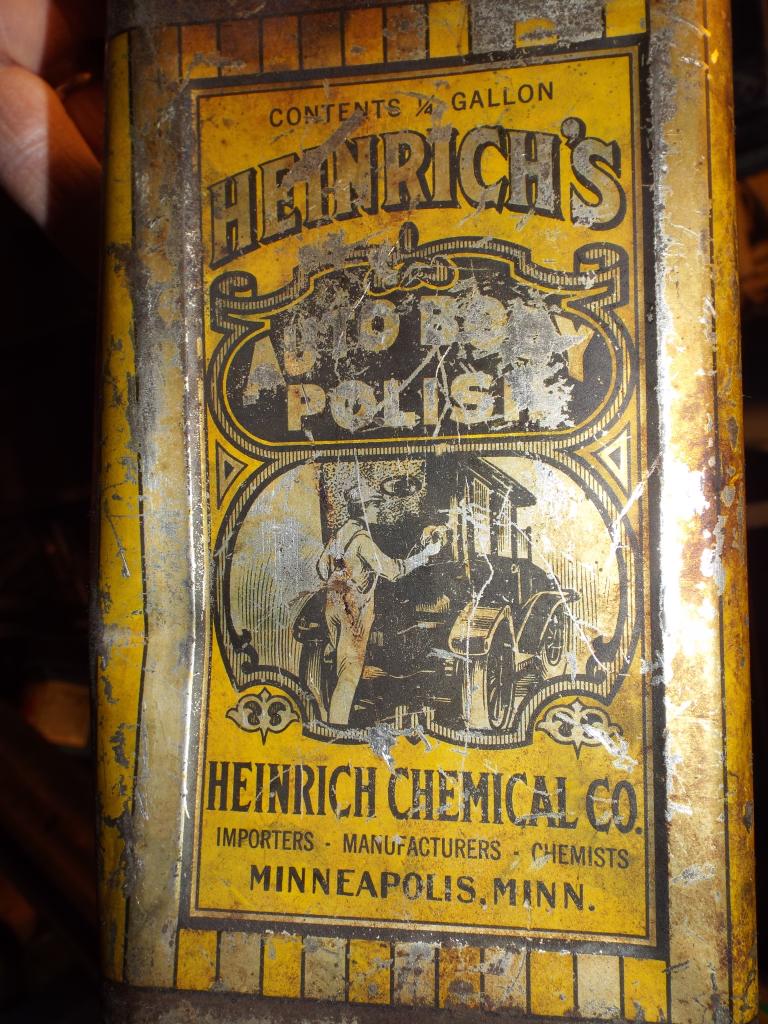 CONTENTS ¼ GALLON
HEINRICH'S
AUTO BODY
POLISH
HEINRICH CHEMICAL CO.
IMPORTERS - MANUFACTURERS - CHEMISTS
MINNEAPOLIS, MINN.